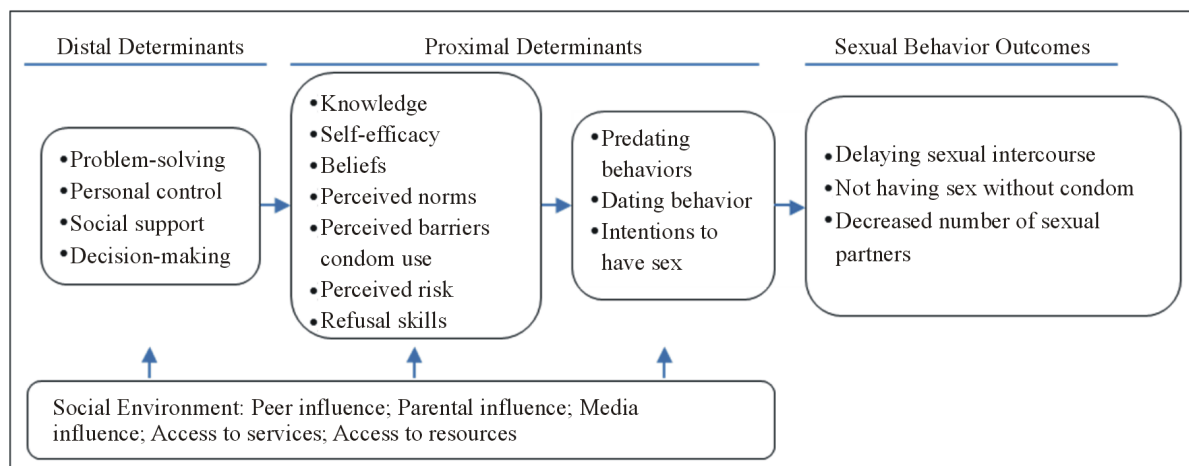 Distal Determinants
Proximal Determinants
Sexual Behavior Outcomes
•Problem-solving
•Personal control
•Social support
•Decision-making
•Knowledge
•Self-efficacy
•Beliefs
•Perceived norms
•Perceived barriers
condom use
•Perceived risk
•Refusal skills
•Predating
behaviors
•Dating behavior
•Intentions to
have sex
•Delaying sexual intercourse
•Not having sex without condom
•Decreased number of sexual
partners
Social Environment: Peer influence; Parental influence; Media
influence; Access to services; Access to resources